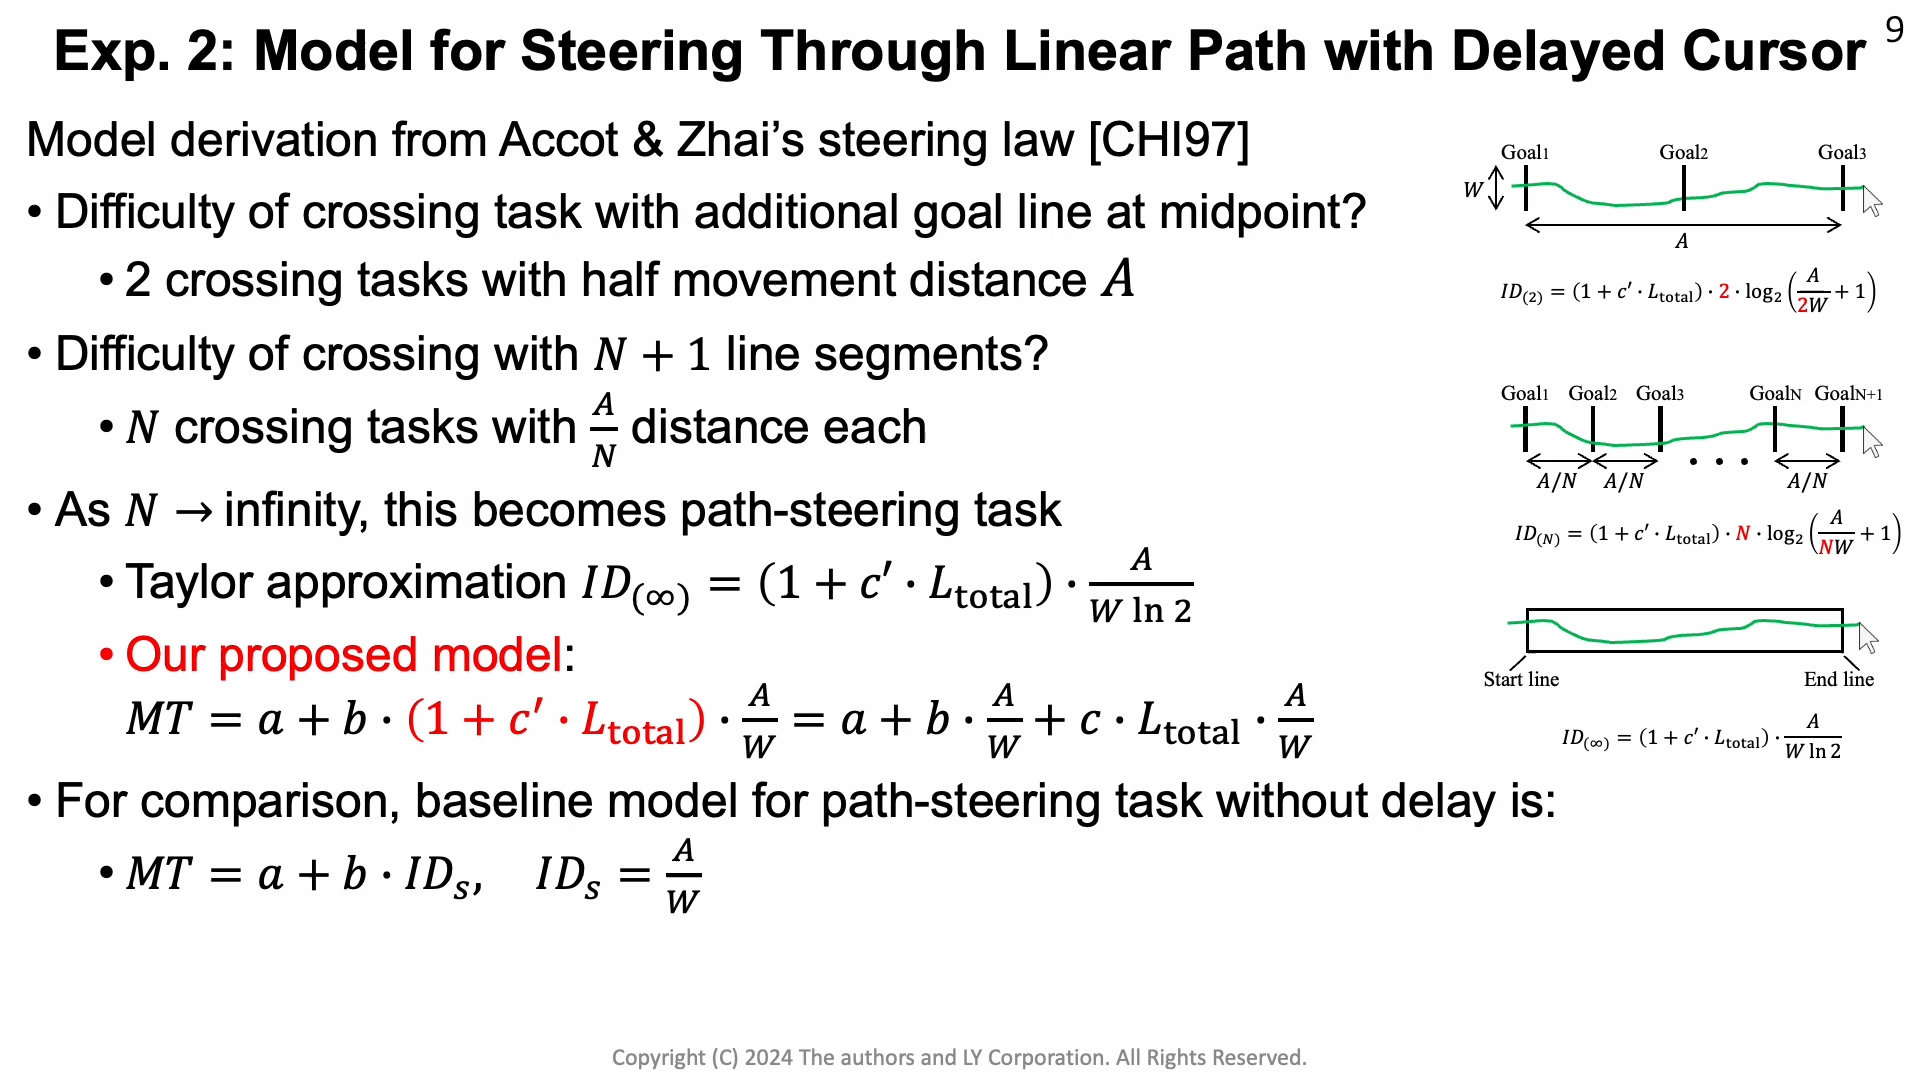 9
Exp. 2: Model for Steering Through Linear Path with Delayed Cursor
Model derivation from Accot & Zhai’s steering law [CHI97]
• Difficulty of crossing task with additional goal line at midpoint?
• 2 crossing tasks with half movement distance A
• Difficulty of crossing with N + 1 line segments?
• N crossing tasks with A/N distance each
• As N → infinity, this becomes path-steering task
• Taylor approximation ID(∞) = (1 + c′ · Ltotal) · A/(W ln 2)
• Our proposed model:
MT = a + b · (1 + c′ · Ltotal) · A/W = a + b · A/W + c · Ltotal · A/W
• For comparison, baseline model for path-steering task without delay is:
• MT = a + b · IDs, IDs = A/W
Goal1 Goal2 Goal3
W
A
ID(2) = (1 + c′ · Ltotal) · 2 · log2 (A/2W + 1)
Goal1 Goal2 Goal3 GoalN GoalN+1
• • •
A/N A/N A/N
ID(N) = (1 + c′ · Ltotal) · N · log2 (A/NW + 1)
Start line End line
ID(∞) = (1 + c′ · Ltotal) · A/(W ln 2)
Copyright (C) 2024 The authors and LY Corporation. All Rights Reserved.